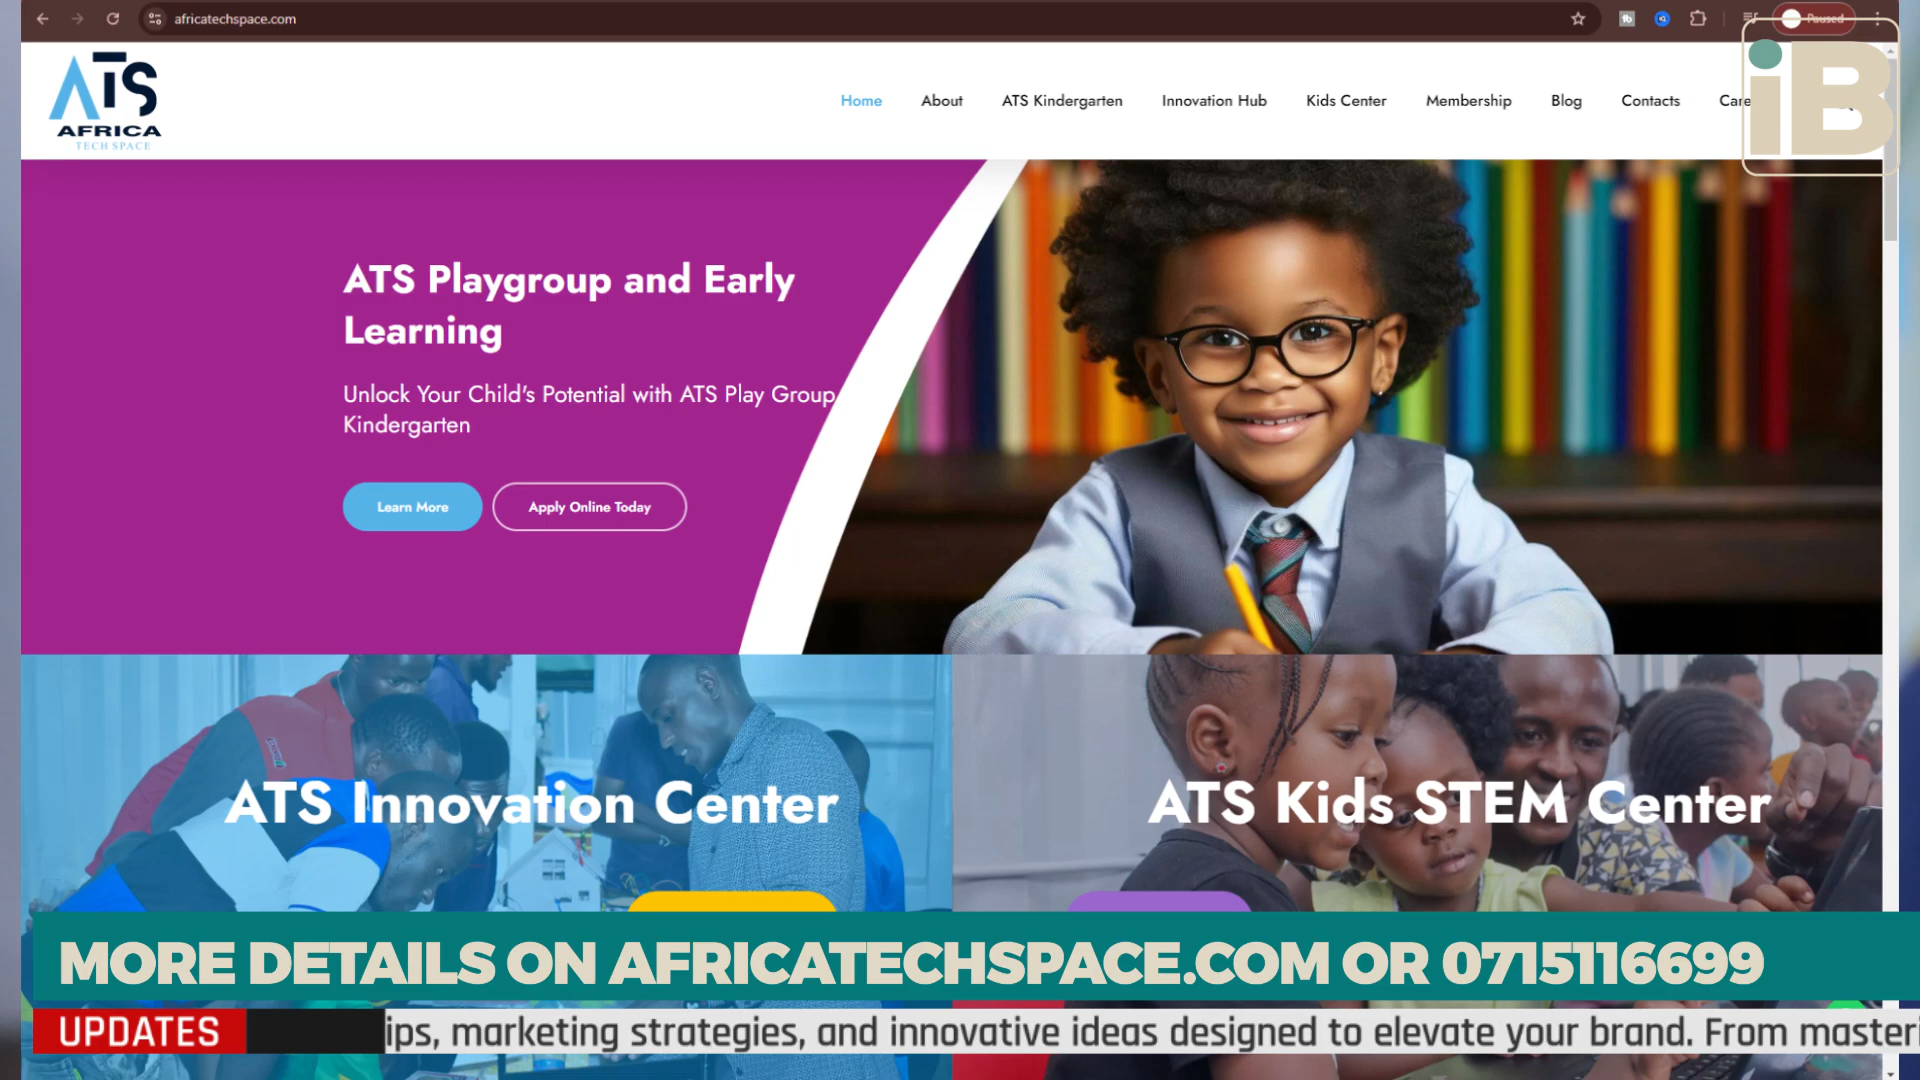 africatechspace.com
Paused
ATS
AFRICA
TECH SPACE
Home About ATS Kindergarten Innovation Hub Kids Center Membership Blog Contacts
iB
ATS Playgroup and Early
Learning
Unlock Your Child's Potential with ATS Play Group
Kindergarten
Learn More
Apply Online Today
ATS Innovation Center
ATS Kids STEM Center
MORE DETAILS ON AFRICATECHSPACE.COM OR 0715116699
UPDATES
ips, marketing strategies, and innovative ideas designed to elevate your brand. From masteri